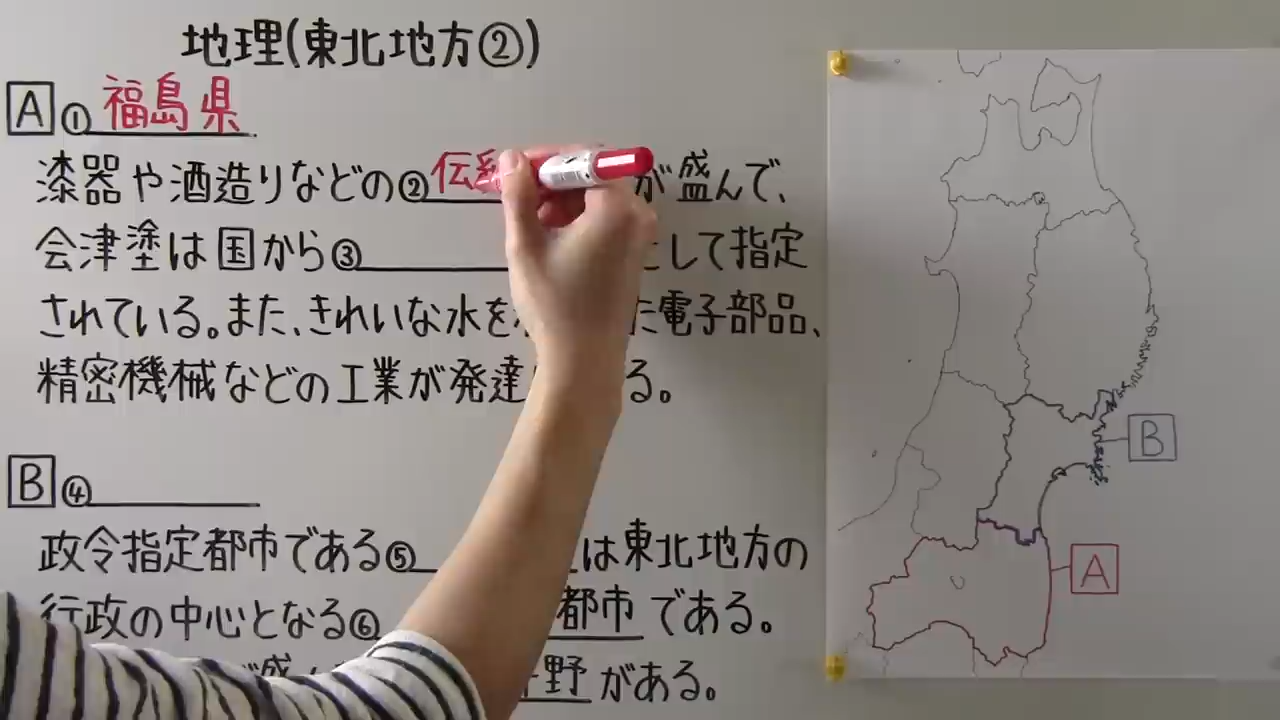 地理(東北地方②)
A ① 福島県
漆器や酒造りなどの② 伝 が盛んで、
会津塗は国から③ として指定
されている。また、きれいな水を た電子部品、
精密機械などの工業が発達 る。
B ④
政令指定都市である⑤ は東北地方の
行政の中心となる⑥ 都市である。
野がある。
B
A